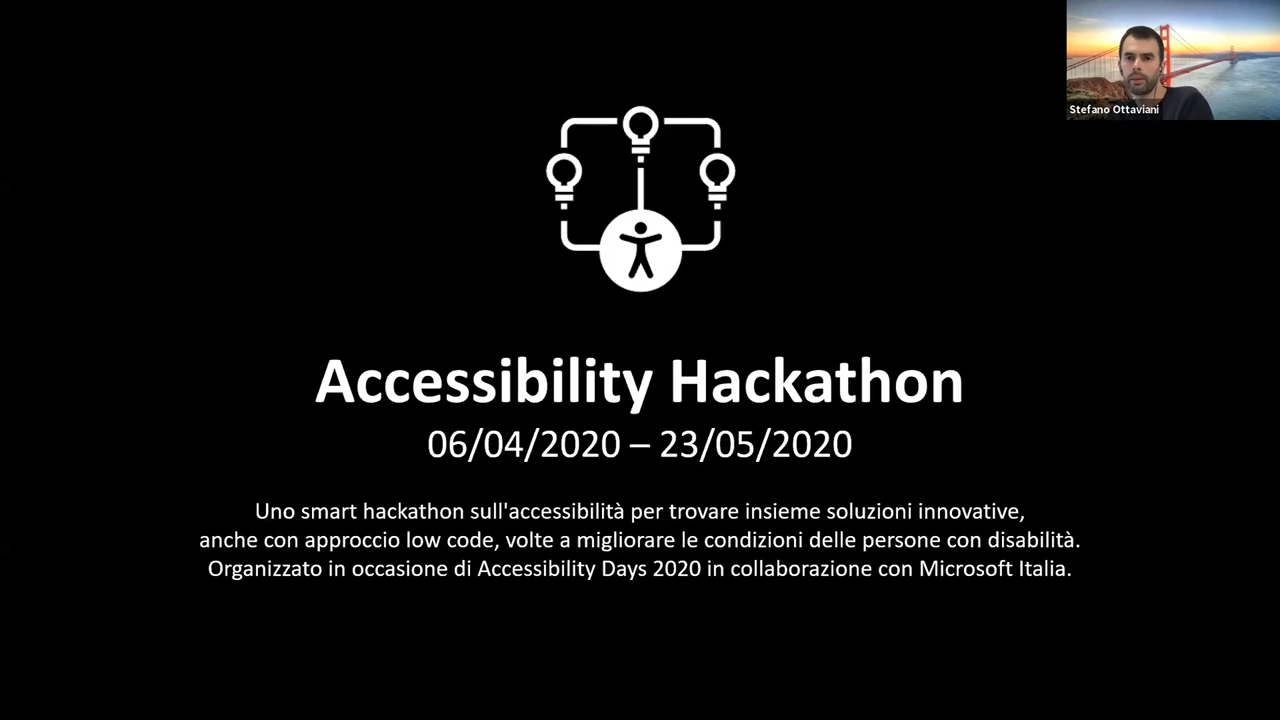 Stefano Ottaviani
Accessibility Hackathon
06/04/2020 – 23/05/2020
Uno smart hackathon sull'accessibilità per trovare insieme soluzioni innovative,
anche con approccio low code, volte a migliorare le condizioni delle persone con disabilità.
Organizzato in occasione di Accessibility Days 2020 in collaborazione con Microsoft Italia.